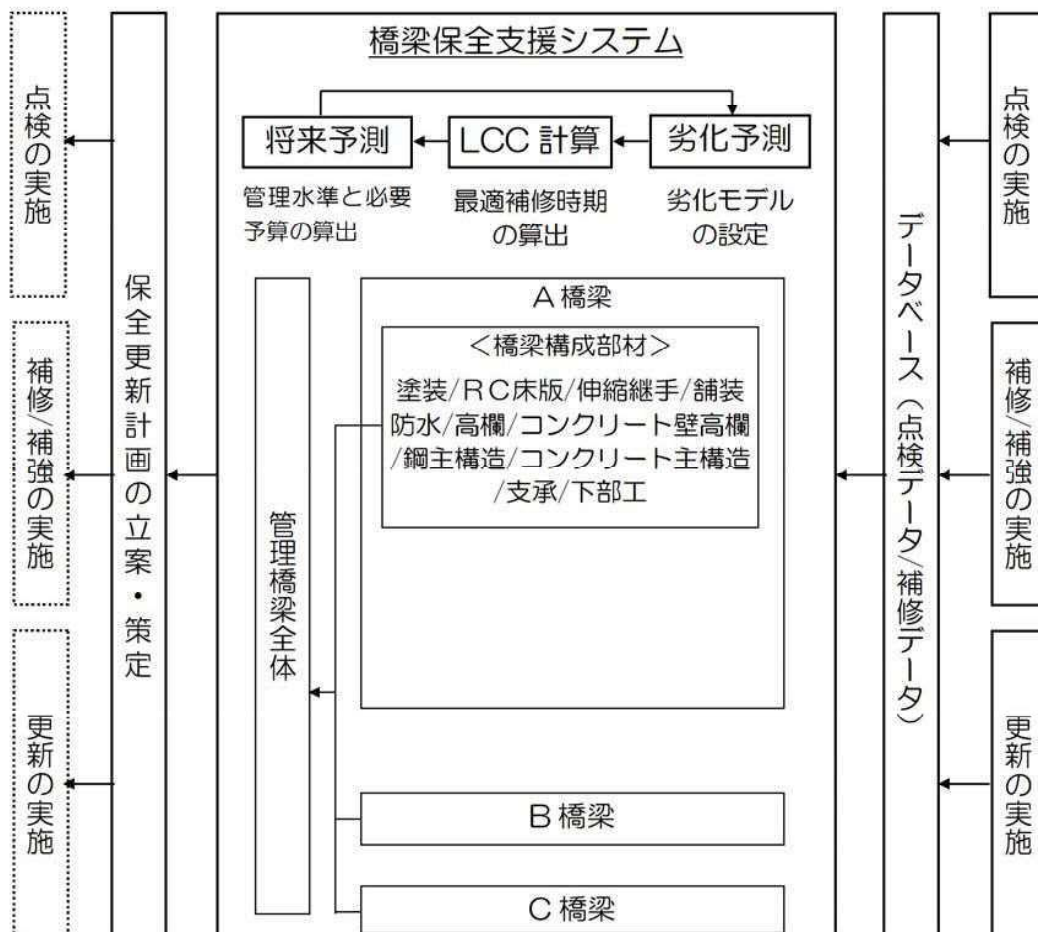 橋梁保全支援システム
将来予測
LCC 計算
劣化予測
管理水準と必要
予算の算出
最適補修時期
の算出
劣化モデル
の設定
点検の実施
補修/補強の実施
更新の実施
保全更新計画の立案・策定
管理橋梁全体
A 橋梁
<橋梁構成部材>
塗装/RC床版/伸縮継手/舗装
防水/高欄/コンクリート壁高欄
/鋼主構造/コンクリート主構造
/支承/下部工
B 橋梁
C 橋梁
データベース(点検データ/補修データ)
点検の実施
補修/補強の実施
更新の実施